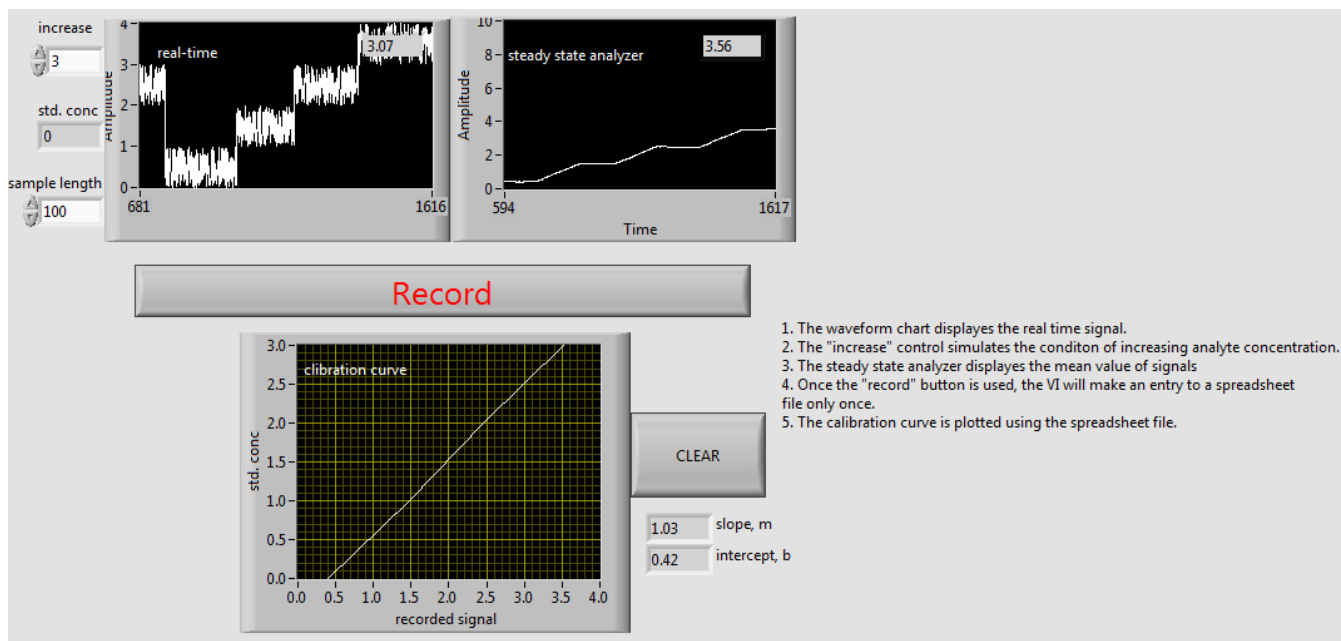 increase
3
std. conc
0
sample length
100
real-time
3.07
Amplitude
4
3
2
1
0
681
1616
steady state analyzer
3.56
Amplitude
10
8
6
4
2
0
594
1617
Time
Record
clibration curve
std. conc
3.0
2.5
2.0
1.5
1.0
0.5
0.0
0.0 0.5 1.0 1.5 2.0 2.5 3.0 3.5 4.0
recorded signal
CLEAR
1.03 slope, m
0.42 intercept, b
1. The waveform chart displayes the real time signal.
2. The "increase" control simulates the conditon of increasing analyte concentration.
3. The steady state analyzer displays the mean value of signals
4. Once the "record" button is used, the VI will make an entry to a spreadsheet
file only once.
5. The calibration curve is plotted using the spreadsheet file.